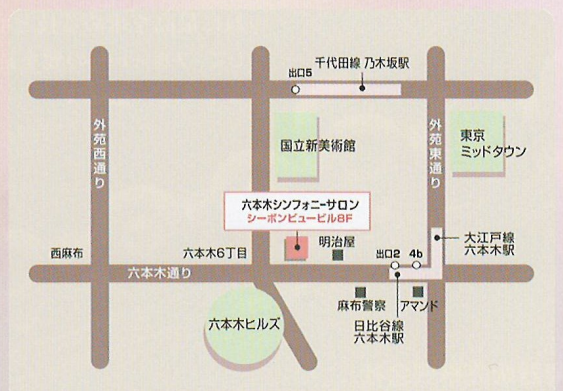 千代田線 乃木坂駅
出口5
外苑西通り
国立新美術館
外苑東通り
東京
ミッドタウン
六本木シンフォニーサロン
シーボンビュービル8F
西麻布
六本木6丁目
明治屋
出口2
4b
大江戸線
六本木駅
六本木通り
麻布警察
アマンド
六本木ヒルズ
日比谷線
六本木駅